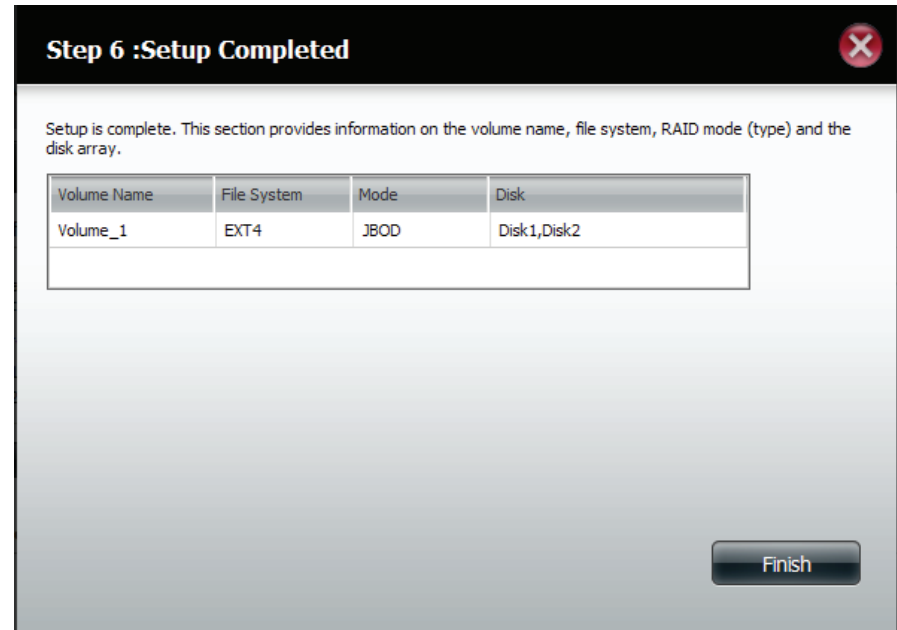 Step 6 :Setup Completed
Setup is complete. This section provides information on the volume name, file system, RAID mode (type) and the
disk array.
Volume Name File System Mode Disk
Volume_1 EXT4 JBOD Disk1,Disk2
Finish